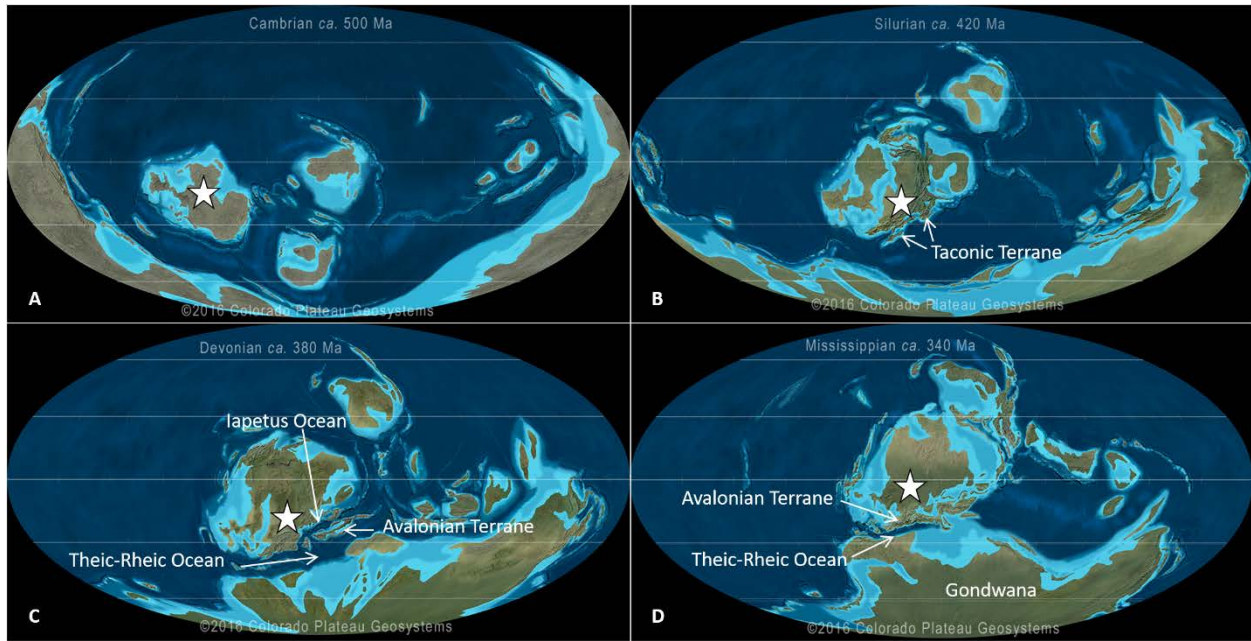 Cambrian ca. 500 Ma
A
©2016 Colorado Plateau Geosystems
Silurian ca. 420 Ma
Taconic Terrane
B
©2016 Colorado Plateau Geosystems
Devonian ca. 380 Ma
Iapetus Ocean
Avalonian Terrane
Theic-Rheic Ocean
C
©2016 Colorado Plateau Geosystems
Mississippian ca. 340 Ma
Avalonian Terrane
Theic-Rheic Ocean
Gondwana
D
©2016 Colorado Plateau Geosystems